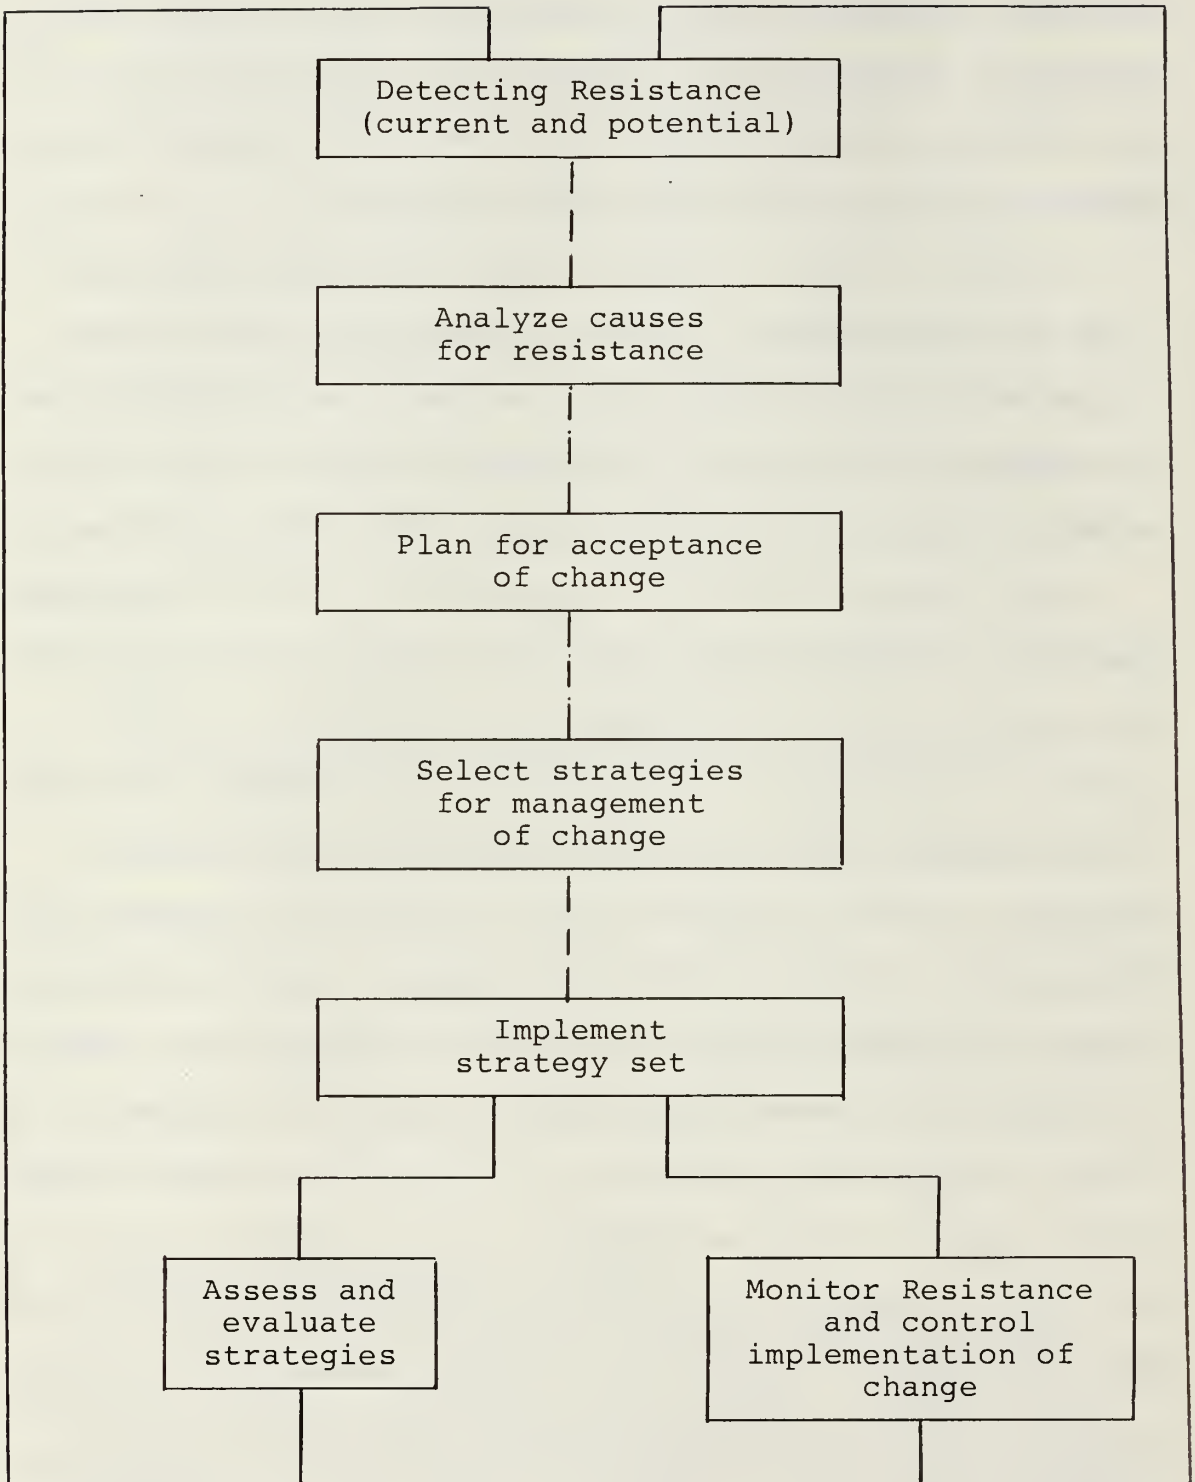 Detecting Resistance
(current and potential)
Analyze causes
for resistance
Plan for acceptance
of change
Select strategies
for management
of change
Implement
strategy set
Assess and
evaluate
strategies
Monitor Resistance
and control
implementation of
change